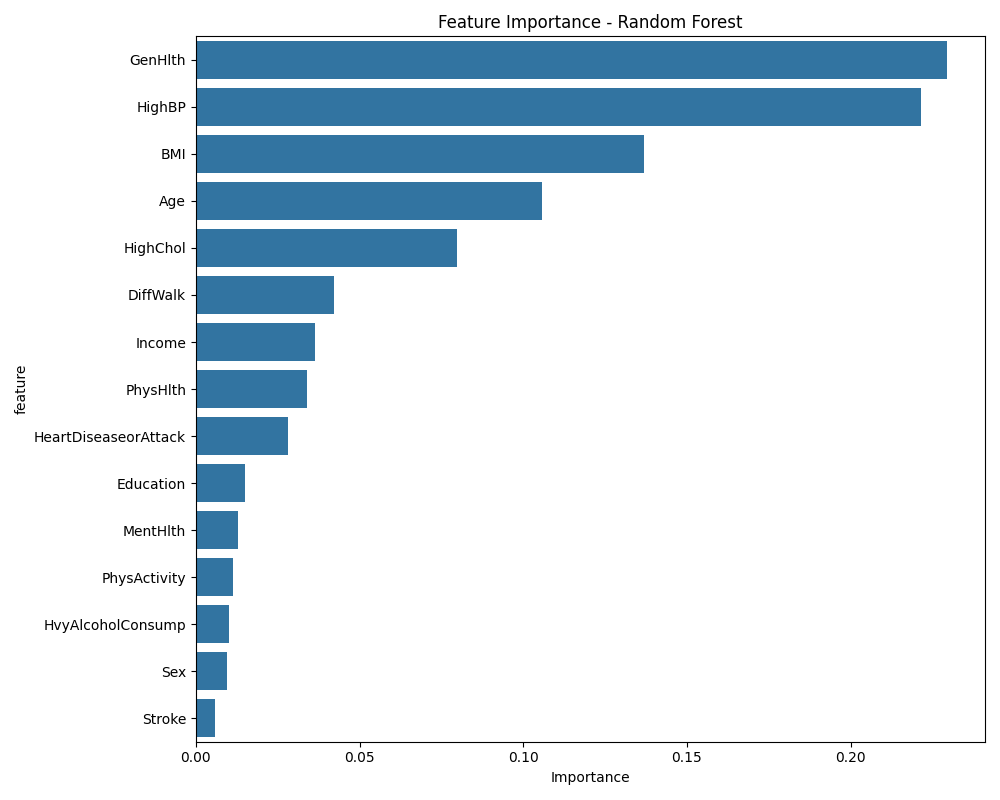 Feature Importance - Random Forest
GenHlth
HighBP
BMI
Age
HighChol
DiffWalk
Income
PhysHlth
HeartDiseaseorAttack
Education
MentHlth
PhysActivity
HvyAlcoholConsump
Sex
Stroke
feature
0.00 0.05 0.10 0.15 0.20
Importance